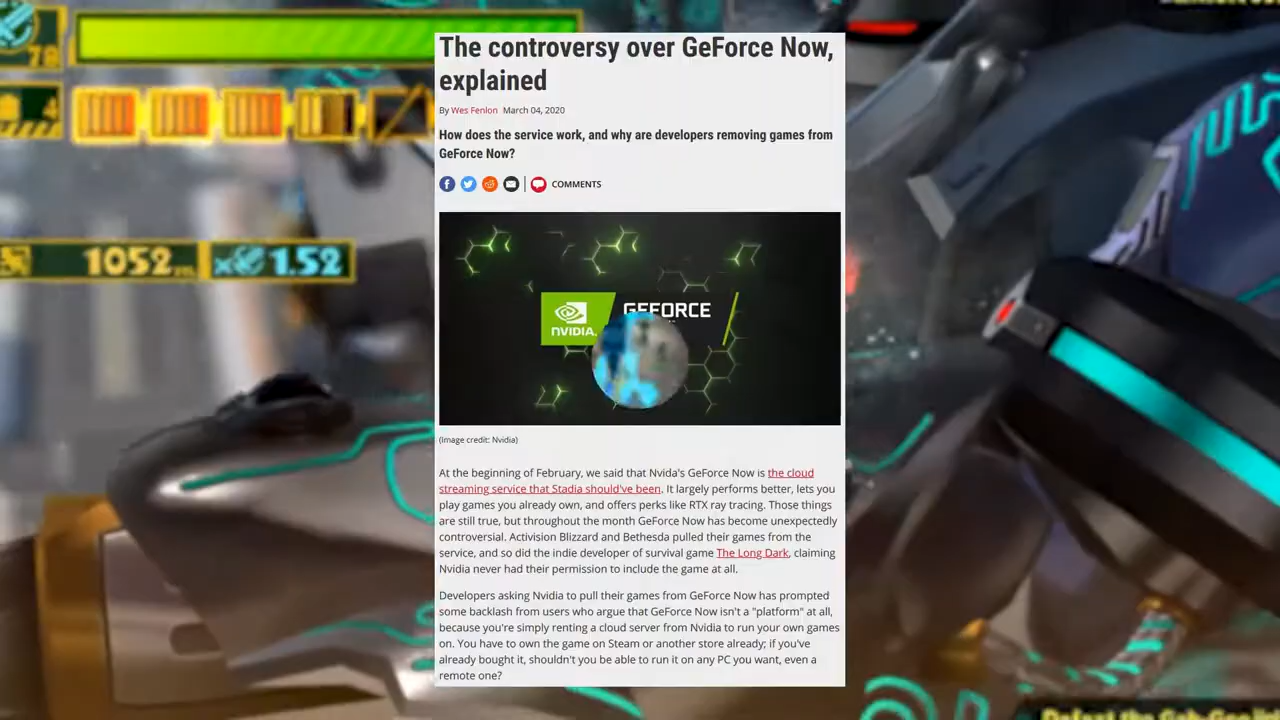 78
4
1052
x 1.52
The controversy over GeForce Now,
explained
By Wes Fenlon March 04, 2020
How does the service work, and why are developers removing games from
GeForce Now?
COMMENTS
NVIDIA.
GEFORCE
(Image credit: Nvidia)
At the beginning of February, we said that Nvida's GeForce Now is the cloud
streaming service that Stadia should've been. It largely performs better, lets you
play games you already own, and offers perks like RTX ray tracing. Those things
are still true, but throughout the month GeForce Now has become unexpectedly
controversial. Activision Blizzard and Bethesda pulled their games from the
service, and so did the indie developer of survival game The Long Dark, claiming
Nvidia never had their permission to include the game at all.
Developers asking Nvidia to pull their games from GeForce Now has prompted
some backlash from users who argue that GeForce Now isn't a "platform" at all,
because you're simply renting a cloud server from Nvidia to run your own games
on. You have to own the game on Steam or another store already; if you've
already bought it, shouldn't you be able to run it on any PC you want, even a
remote one?